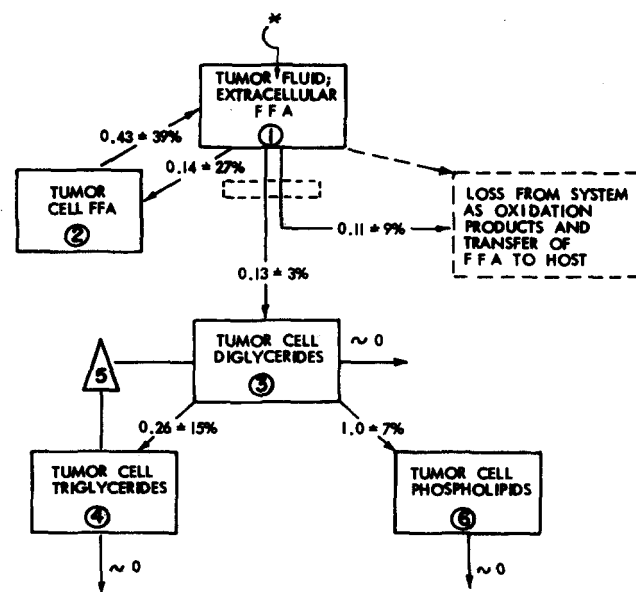 *
TUMOR FLUID;
EXTRACELLULAR
F F A
①
0.43 ± 39%
0.14 ± 27%
TUMOR
CELL FFA
②
LOSS FROM SYSTEM
AS OXIDATION
PRODUCTS AND
TRANSFER OF
F F A TO HOST
0.11 ± 9%
0.13 ± 3%
TUMOR CELL
DIGLYCERIDES
③
~ 0
5
0.26 ± 15%
1.0 ± 7%
TUMOR CELL
TRIGLYCERIDES
④
TUMOR CELL
PHOSPHOLIPIDS
⑥
~ 0
~ 0